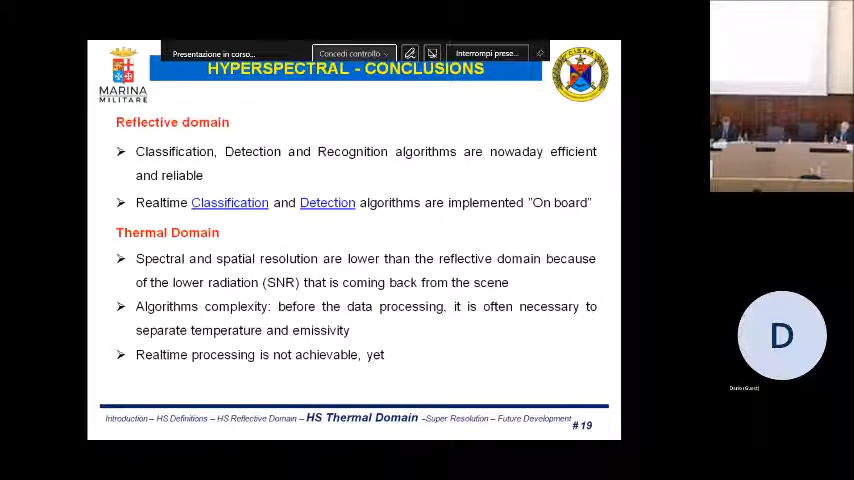 Presentazione in corso...
Concedi controllo
Interrompi prese...
HYPERSPECTRAL - CONCLUSIONS
MARINA
MILITARE
C.I.S.A.M.
Reflective domain
➢ Classification, Detection and Recognition algorithms are nowaday efficient
and reliable
➢ Realtime Classification and Detection algorithms are implemented "On board"
Thermal Domain
➢ Spectral and spatial resolution are lower than the reflective domain because
of the lower radiation (SNR) that is coming back from the scene
➢ Algorithms complexity: before the data processing, it is often necessary to
separate temperature and emissivity
➢ Realtime processing is not achievable, yet
Introduction – HS Definitions – HS Reflective Domain – HS Thermal Domain –Super Resolution – Future Development
# 19
D
Dario (Guest)